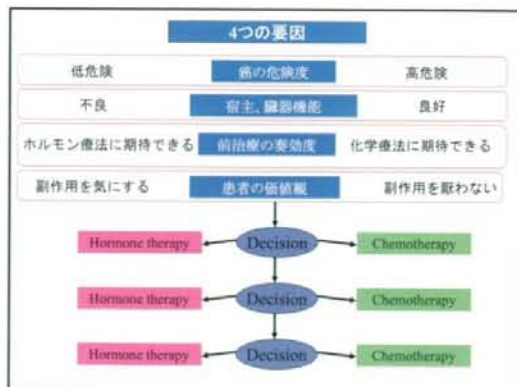 4つの要因
低危険 癌の危険度 高危険
不良 宿主、臓器機能 良好
ホルモン療法に期待できる 前治療の奏効度 化学療法に期待できる
副作用を気にする 患者の価値観 副作用を厭わない
Hormone therapy Decision Chemotherapy
Hormone therapy Decision Chemotherapy
Hormone therapy Decision Chemotherapy